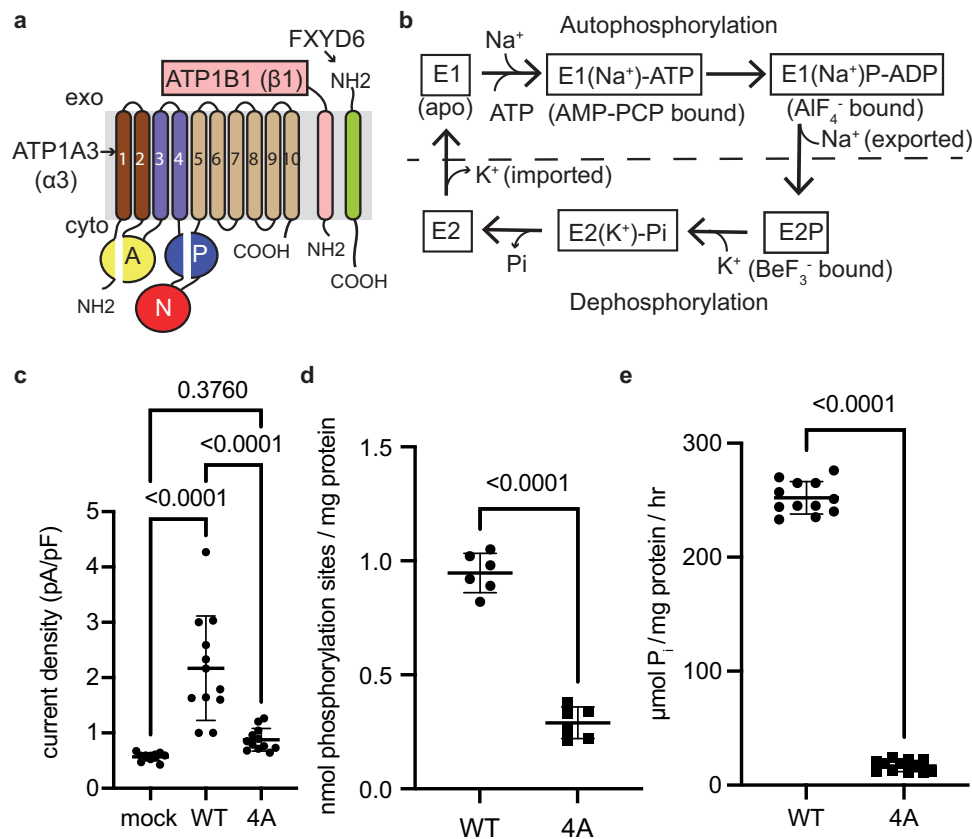 a
FXYD6
NH2
ATP1B1 (β1)
exo
ATP1A3
(α3)
1 2 3 4 5 6 7 8 9 10
cyto
A
P
N
NH2
COOH
NH2
COOH
b
Autophosphorylation
E1
(apo)
Na⁺
ATP
E1(Na⁺)-ATP
(AMP-PCP bound)
E1(Na⁺)P-ADP
(AlF₄⁻ bound)
Na⁺ (exported)
K⁺ (imported)
E2
Pi
E2(K⁺)-Pi
K⁺
E2P
(BeF₃⁻ bound)
Dephosphorylation
c
0.3760
<0.0001
<0.0001
current density (pA/pF)
5
4
3
2
1
0
mock WT 4A
d
<0.0001
nmol phosphorylation sites / mg protein
1.5
1.0
0.5
0.0
WT 4A
e
<0.0001
μmol Pᵢ / mg protein / hr
300
200
100
0
WT 4A